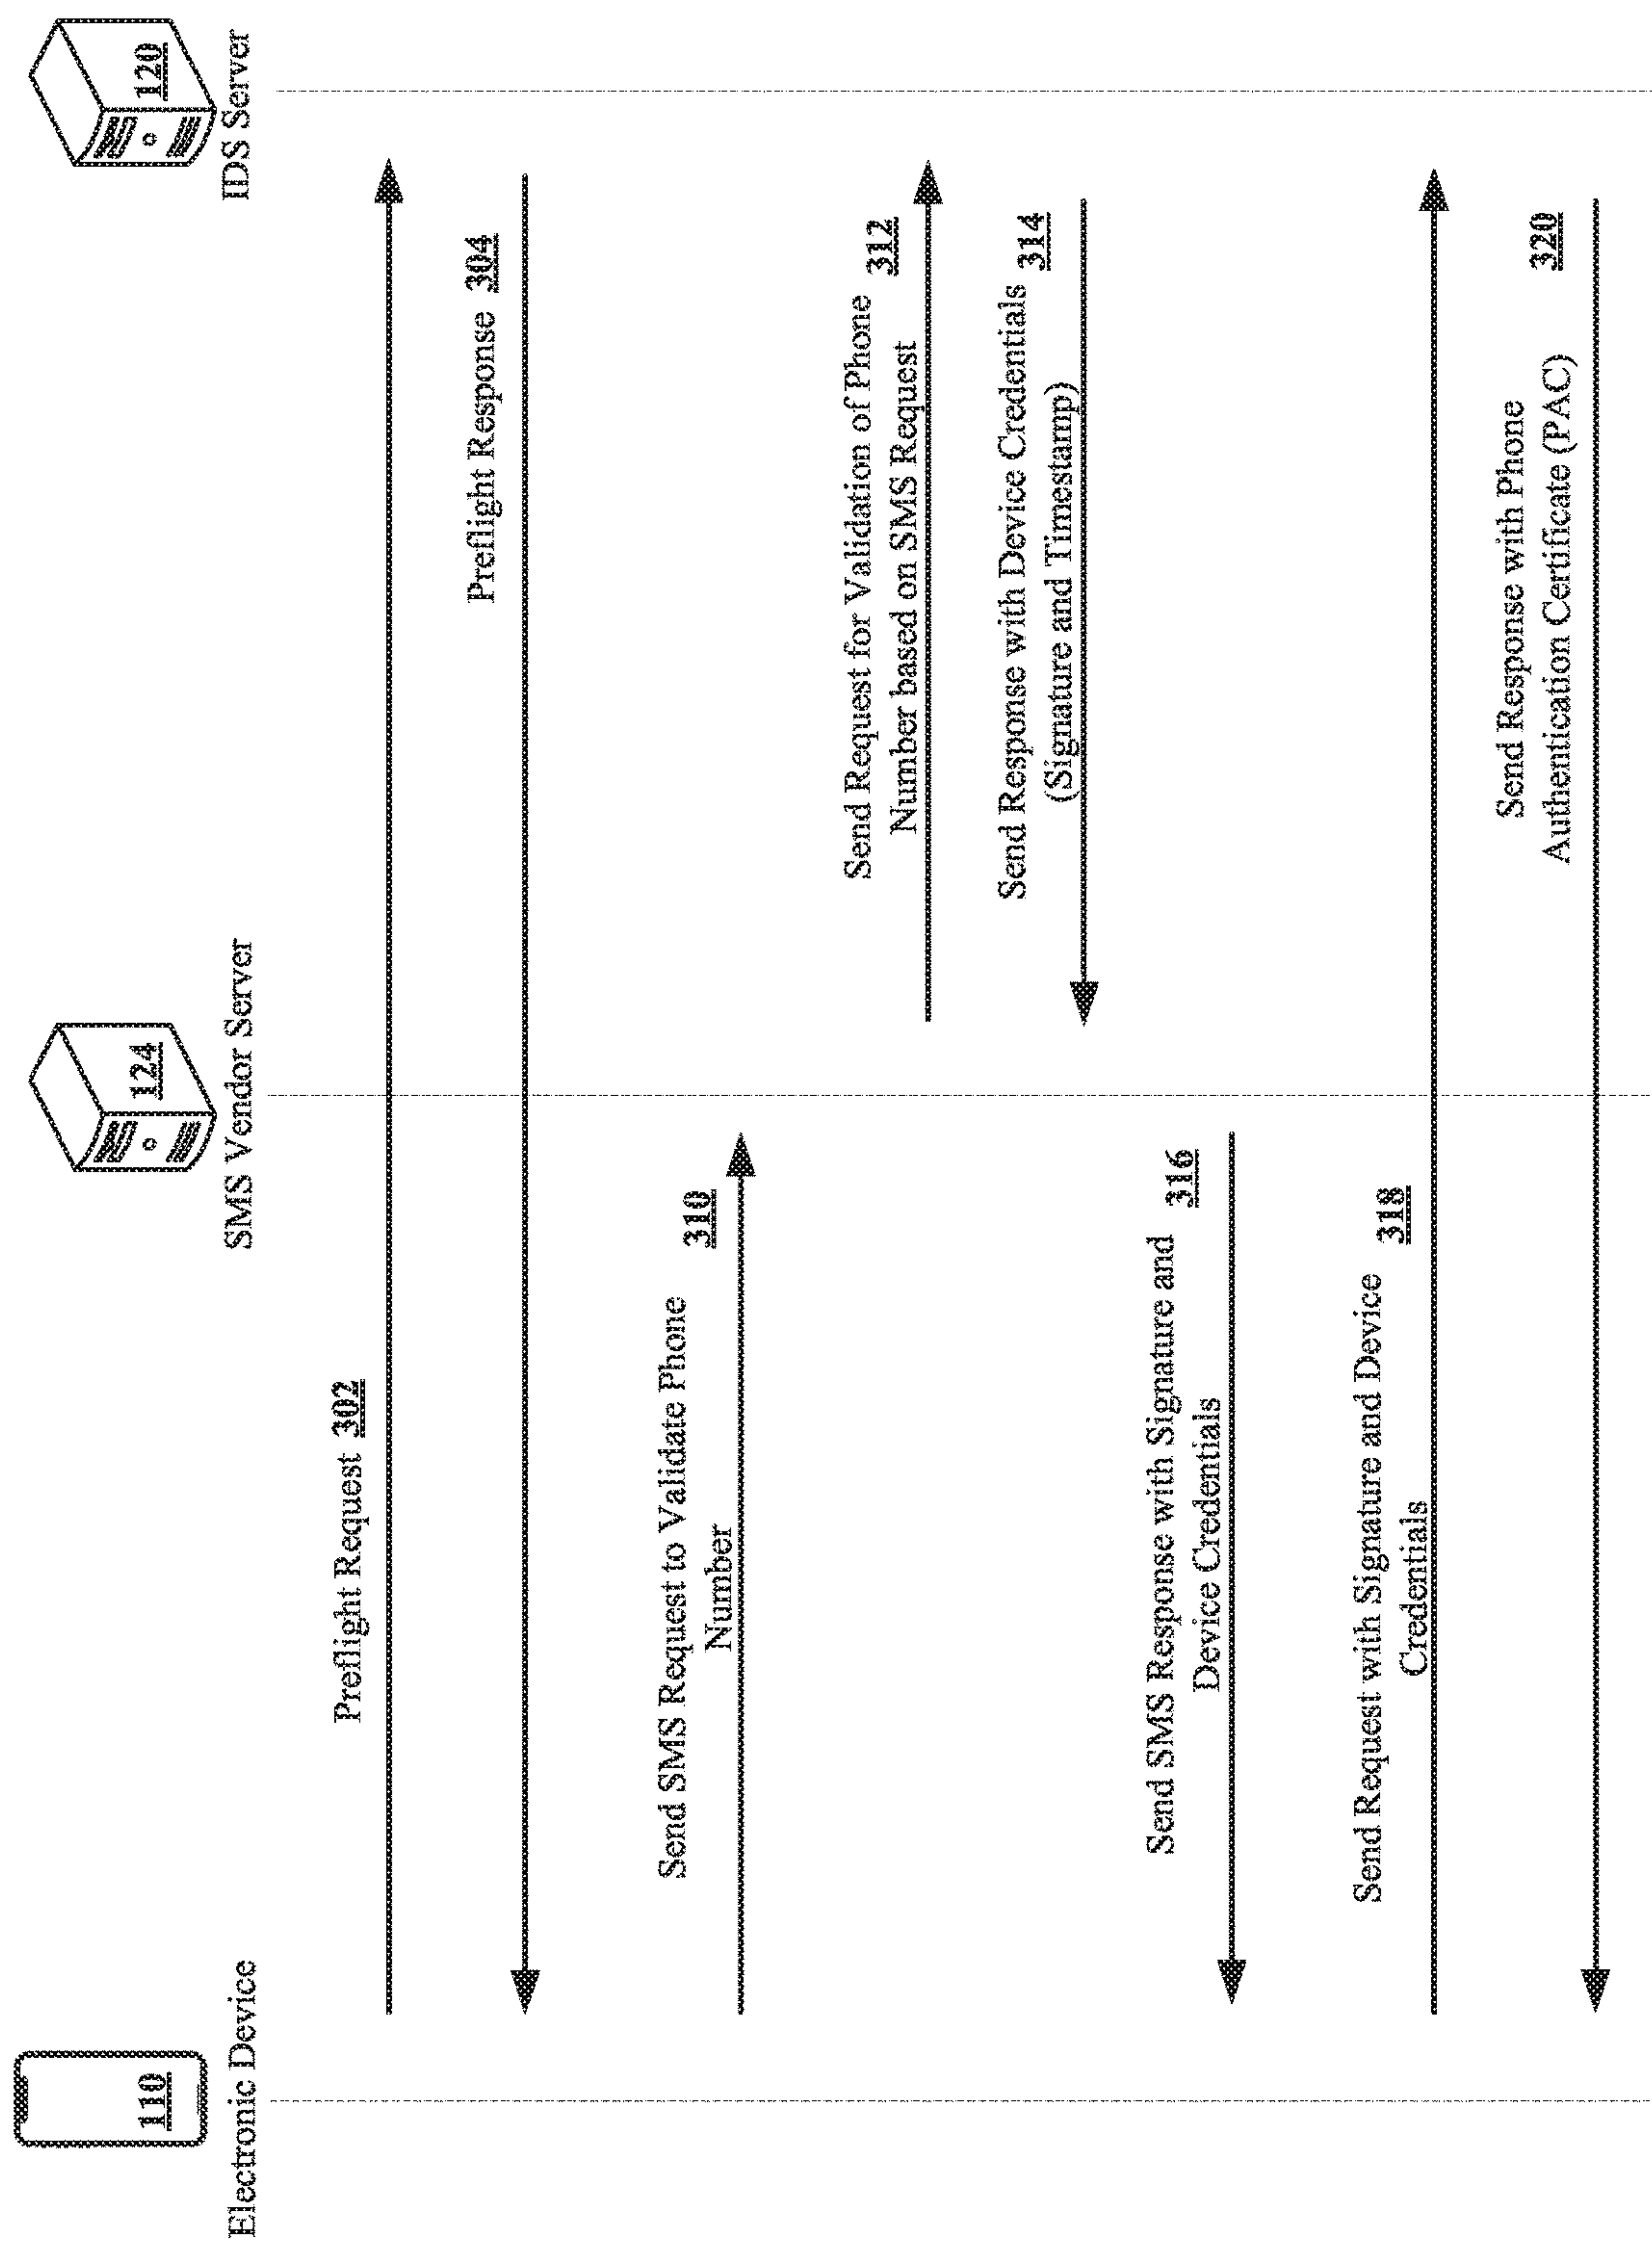 110
Electronic Device
124
SMS Vendor Server
120
IDS Server
Preflight Request 302
Preflight Response 304
Send SMS Request to Validate Phone
Number
310
Send Request for Validation of Phone
Number based on SMS Request
312
Send Response with Device Credentials
(Signature and Timestamp)
314
Send SMS Response with Signature and
Device Credentials
316
Send Request with Signature and Device
Credentials
318
Send Response with Phone
Authentication Certificate (PAC)
320